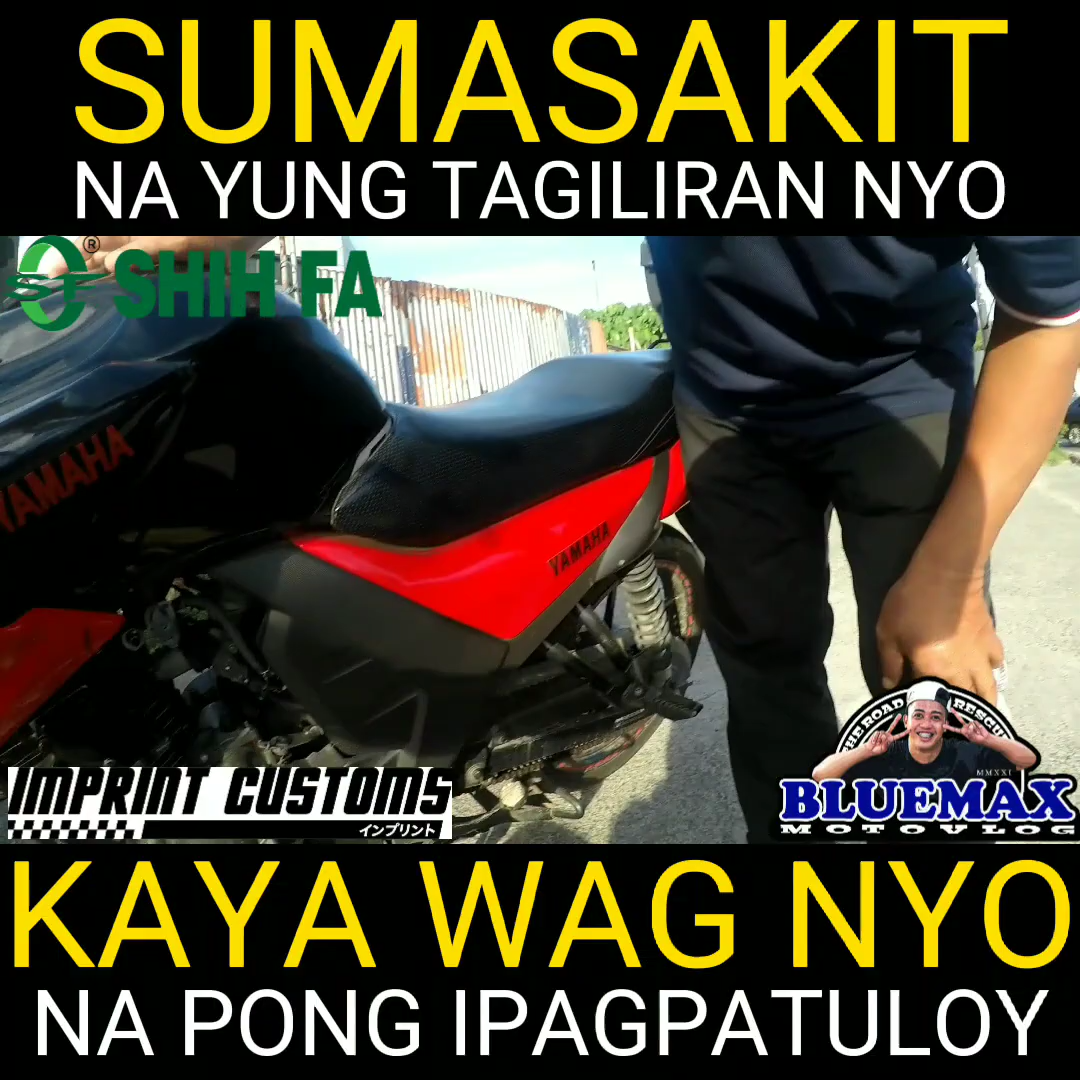 SUMASAKIT
NA YUNG TAGILIRAN NYO
®
SHIH FA
YAMAHA
YAMAHA
THE ROAD RESCUE
MMXXI
IMPRINT CUSTOMS
インプリント
BLUEMAX
MOTOVLOG
KAYA WAG NYO
NA PONG IPAGPATULOY